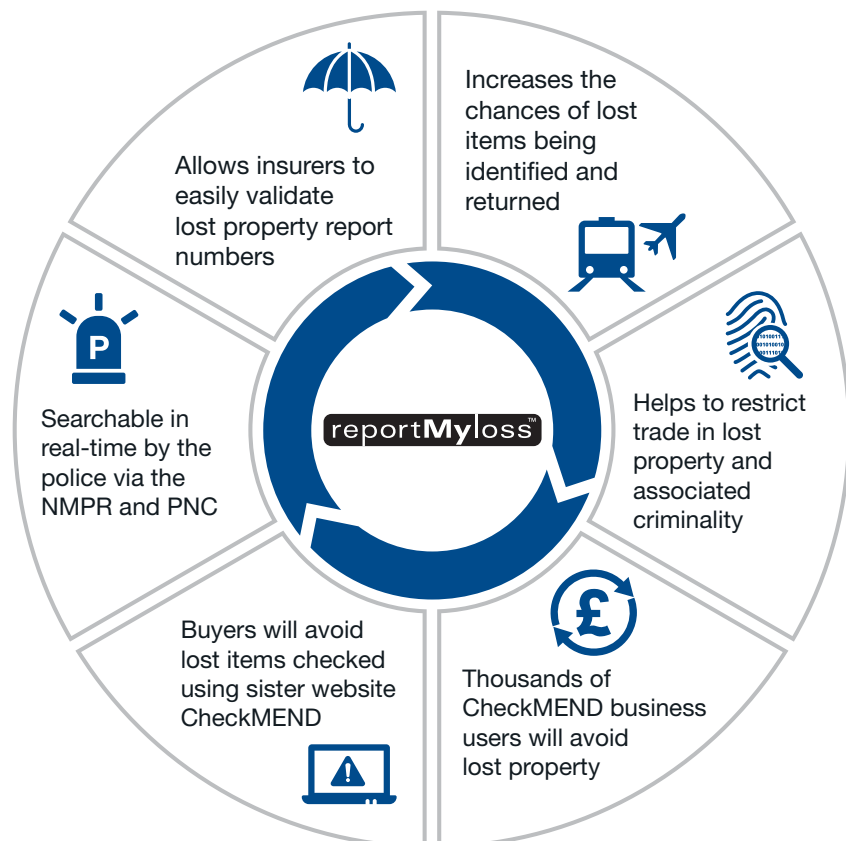 Increases the
chances of lost
items being
identified and
returned
Helps to restrict
trade in lost
property and
associated
criminality
01010011
001010010
00111101
Thousands of
CheckMEND business
users will avoid
lost property
£
Buyers will avoid
lost items checked
using sister website
CheckMEND
!
P
Searchable in
real-time by the
police via the
NMPR and PNC
Allows insurers to
easily validate
lost property report
numbers
reportMyloss™